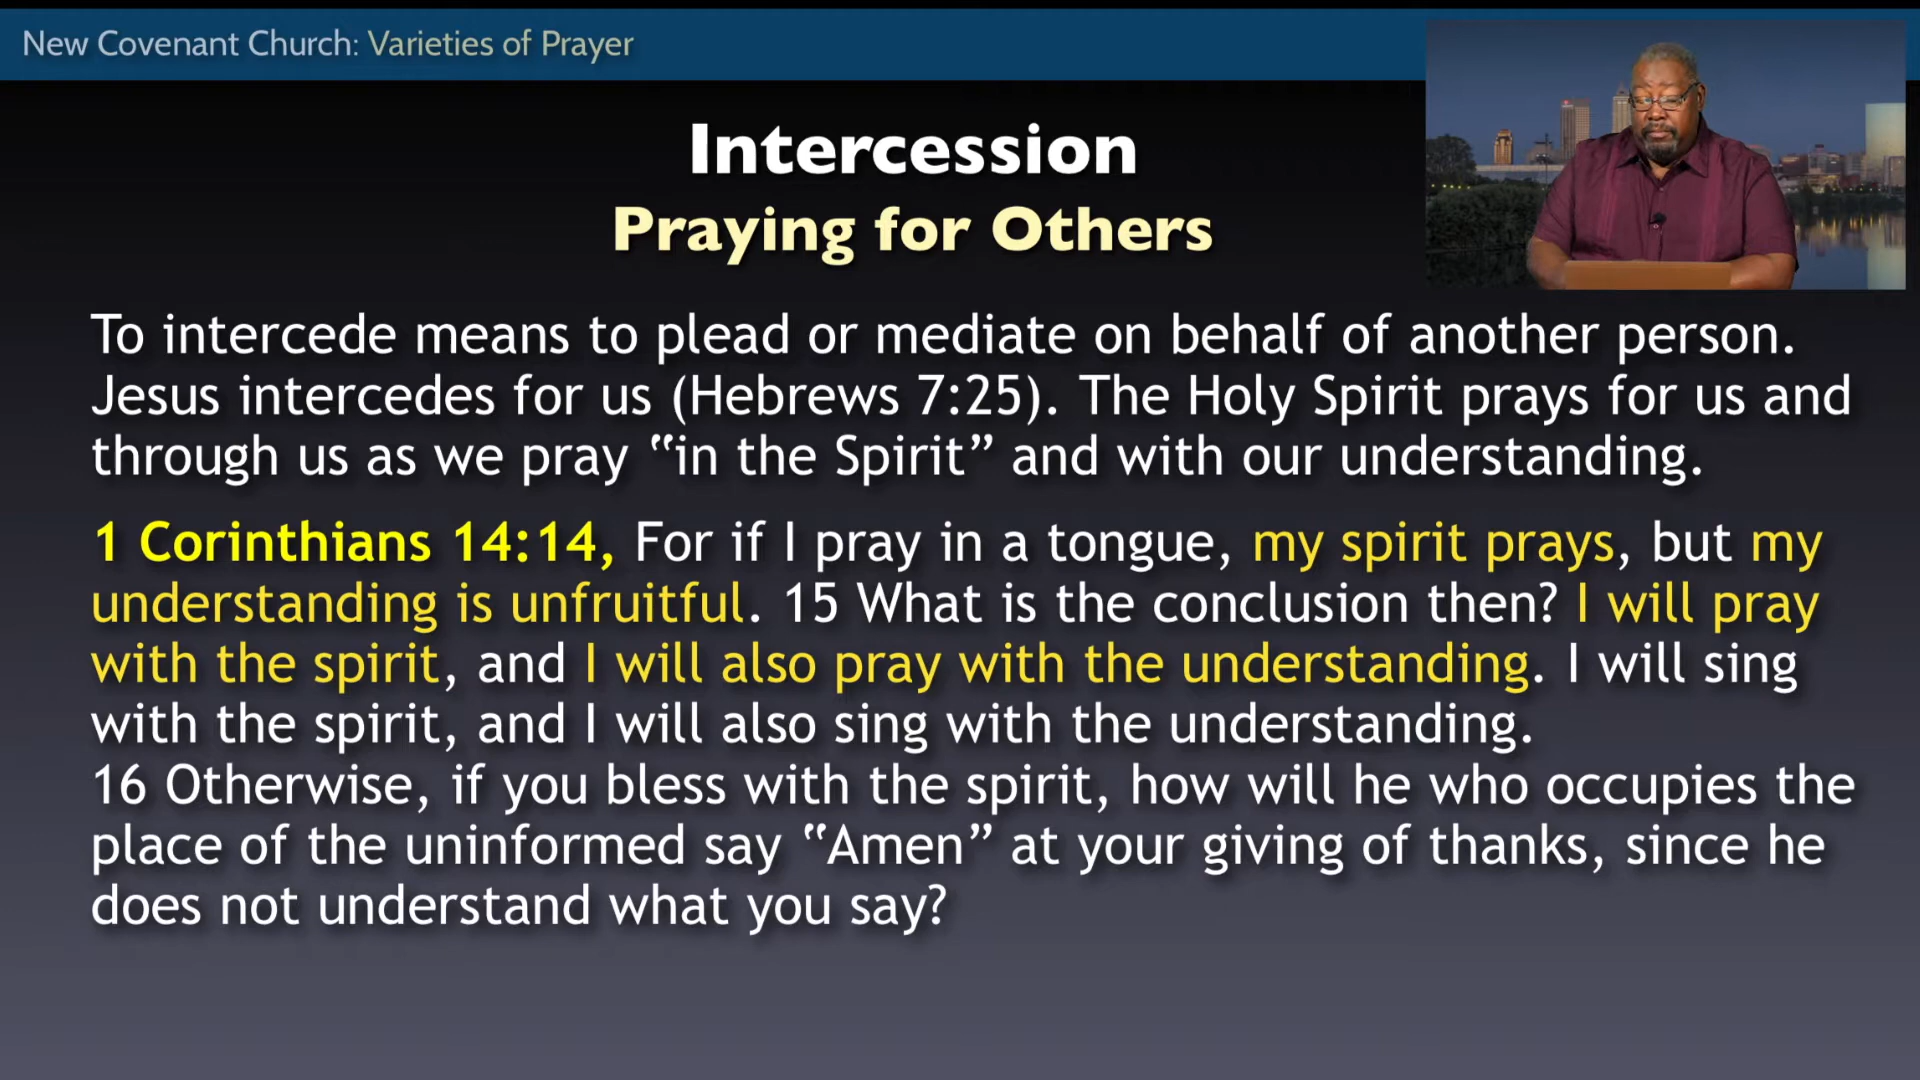 New Covenant Church: Varieties of Prayer
Intercession
Praying for Others
To intercede means to plead or mediate on behalf of another person.
Jesus intercedes for us (Hebrews 7:25). The Holy Spirit prays for us and
through us as we pray “in the Spirit” and with our understanding.
1 Corinthians 14:14, For if I pray in a tongue, my spirit prays, but my
understanding is unfruitful. 15 What is the conclusion then? I will pray
with the spirit, and I will also pray with the understanding. I will sing
with the spirit, and I will also sing with the understanding.
16 Otherwise, if you bless with the spirit, how will he who occupies the
place of the uninformed say “Amen” at your giving of thanks, since he
does not understand what you say?